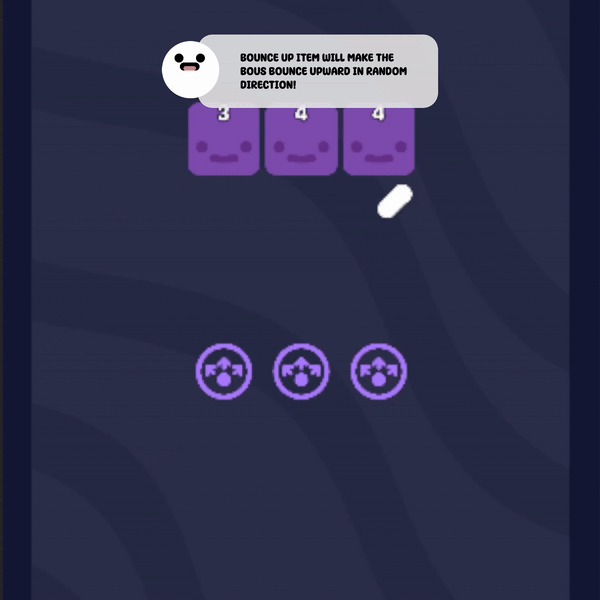 BOUNCE UP ITEM WILL MAKE THE
BOUS BOUNCE UPWARD IN RANDOM
DIRECTION!
3 4 4